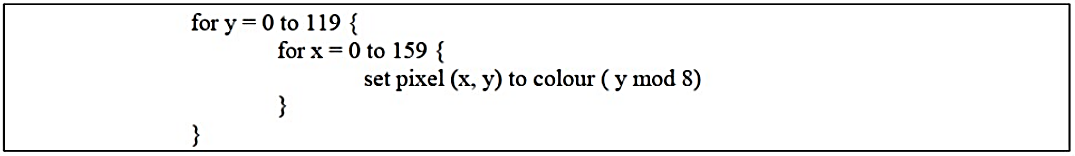 for y = 0 to 119 {
for x = 0 to 159 {
set pixel (x, y) to colour ( y mod 8)
}
}